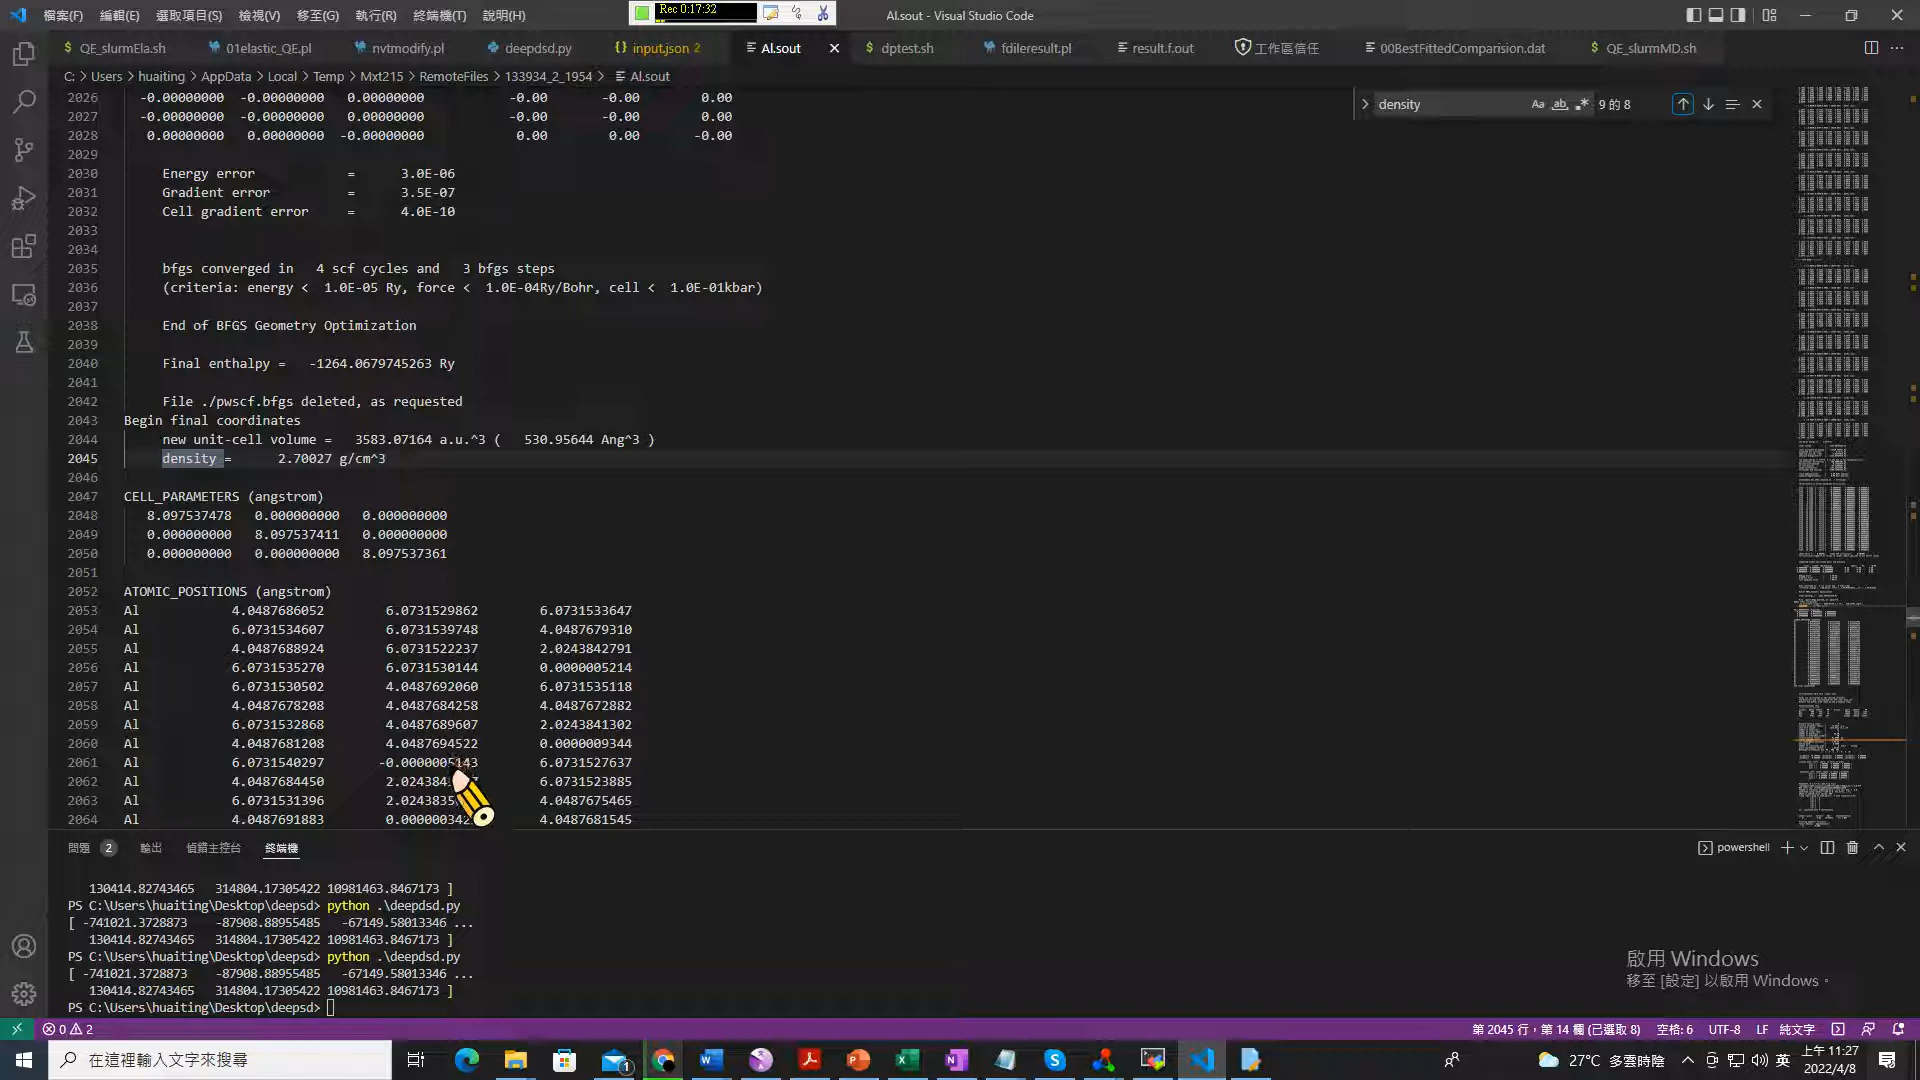 檔案(F) 編輯(E) 選取項目(S) 檢視(V) 移至(G) 執行(R) 終端機(T) 說明(H)
Rec 0:17:32
Al.sout - Visual Studio Code
QE_slurmEla.sh 01elastic_QE.pl nvtmodify.pl deepdsd.py input.json 2 Al.sout dptest.sh fdileresult.pl result.f.out 工作區信任 00BestFittedComparision.dat QE_slurmMD.sh
C: > Users > huaiting > AppData > Local > Temp > Mxt215 > RemoteFiles > 133934_2_1954 > Al.sout
density Aa ab 9 的 8
2026 -0.00000000 -0.00000000 0.00000000 -0.00 -0.00 0.00
2027 -0.00000000 -0.00000000 0.00000000 -0.00 -0.00 0.00
2028 0.00000000 0.00000000 -0.00000000 0.00 0.00 -0.00
2029
2030 Energy error = 3.0E-06
2031 Gradient error = 3.5E-07
2032 Cell gradient error = 4.0E-10
2033
2034
2035 bfgs converged in 4 scf cycles and 3 bfgs steps
2036 (criteria: energy < 1.0E-05 Ry, force < 1.0E-04Ry/Bohr, cell < 1.0E-01kbar)
2037
2038 End of BFGS Geometry Optimization
2039
2040 Final enthalpy = -1264.0679745263 Ry
2041
2042 File ./pwscf.bfgs deleted, as requested
2043 Begin final coordinates
2044 new unit-cell volume = 3583.07164 a.u.^3 ( 530.95644 Ang^3 )
2045 density = 2.70027 g/cm^3
2046
2047 CELL_PARAMETERS (angstrom)
2048 8.097537478 0.000000000 0.000000000
2049 0.000000000 8.097537411 0.000000000
2050 0.000000000 0.000000000 8.097537361
2051
2052 ATOMIC_POSITIONS (angstrom)
2053 Al 4.0487686052 6.0731529862 6.0731533647
2054 Al 6.0731534607 6.0731539748 4.0487679310
2055 Al 4.0487688924 6.0731522237 2.0243842791
2056 Al 6.0731535270 6.0731530144 0.0000005214
2057 Al 6.0731530502 4.0487692060 6.0731535118
2058 Al 4.0487678208 4.0487684258 4.0487672882
2059 Al 6.0731532868 4.0487689607 2.0243841302
2060 Al 4.0487681208 4.0487694522 0.0000009344
2061 Al 6.0731540297 -0.0000005143 6.0731527637
2062 Al 4.0487684450 6.0731523885
2063 Al 6.0731531396 4.0487675465
2064 Al 4.0487691883 4.0487681545
問題 2 輸出 偵錯主控台 終端機
powershell
130414.82743465 314804.17305422 10981463.8467173 ]
PS C:\Users\huaiting\Desktop\deepsd> python .\deepdsd.py
[ -741021.3728873 -87908.88955485 -67149.58013346 ...
130414.82743465 314804.17305422 10981463.8467173 ]
PS C:\Users\huaiting\Desktop\deepsd> python .\deepdsd.py
[ -741021.3728873 -87908.88955485 -67149.58013346 ...
130414.82743465 314804.17305422 10981463.8467173 ]
PS C:\Users\huaiting\Desktop\deepsd>
啟用 Windows
移至 [設定] 以啟用 Windows。
0 2
第 2045 行，第 14 欄 (已選取 8) 空格: 6 UTF-8 LF 純文字
在這裡輸入文字來搜尋
1
27°C 多雲時陰 英 上午 11:27
2022/4/8